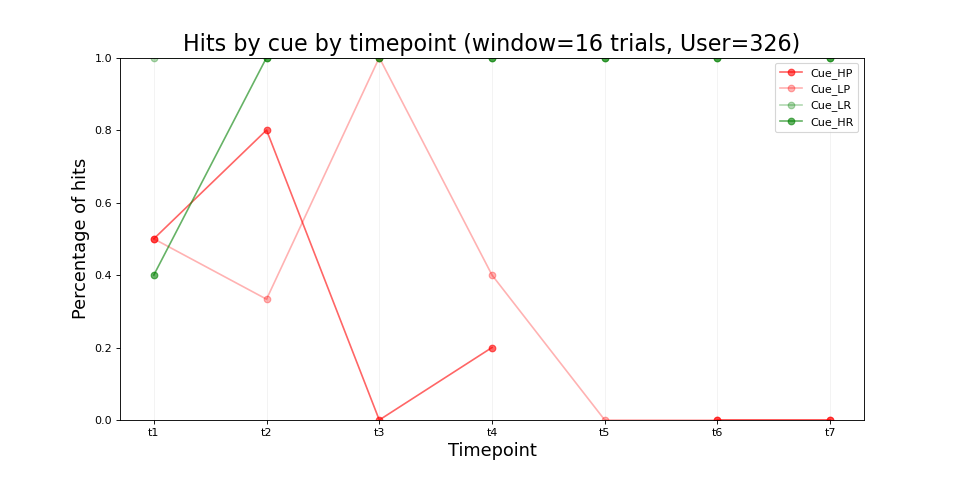 Hits by cue by timepoint (window=16 trials, User=326)
1.0
0.8
0.6
0.4
0.2
0.0
Percentage of hits
Cue_HP
Cue_LP
Cue_LR
Cue_HR
t1 t2 t3 t4 t5 t6 t7
Timepoint